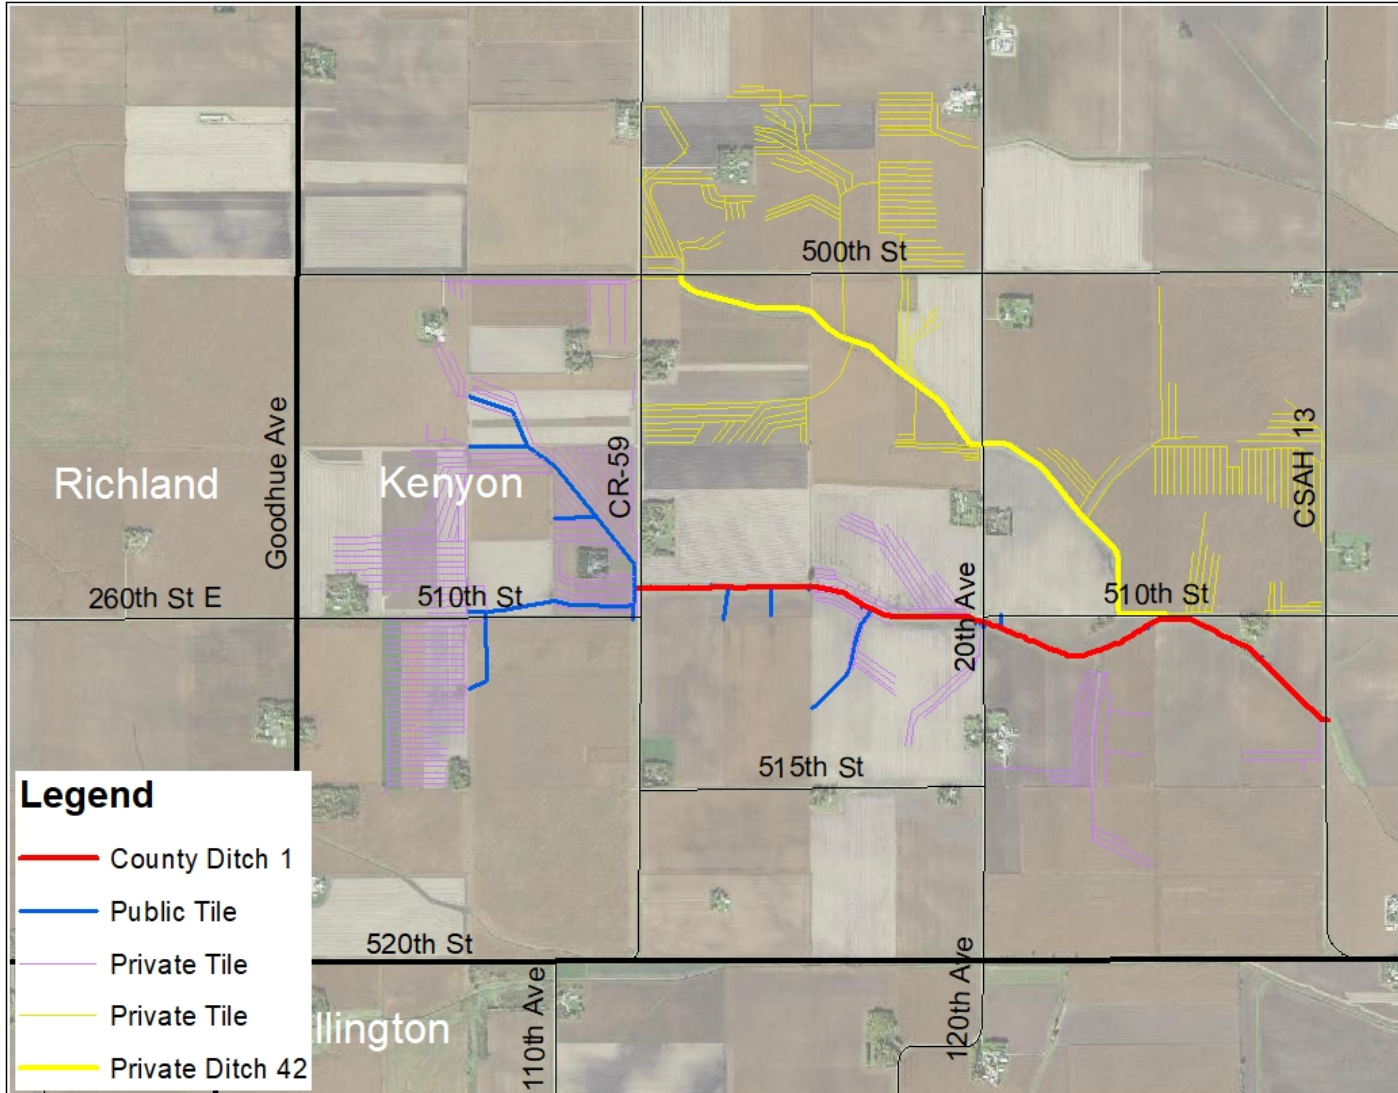 500th St
Goodhue Ave
CR-59
CSAH 13
Richland
Kenyon
260th St E
510th St
20th Ave
510th St
515th St
Legend
County Ditch 1
Public Tile
Private Tile
Private Tile
Private Ditch 42
520th St
110th Ave
120th Ave
llington